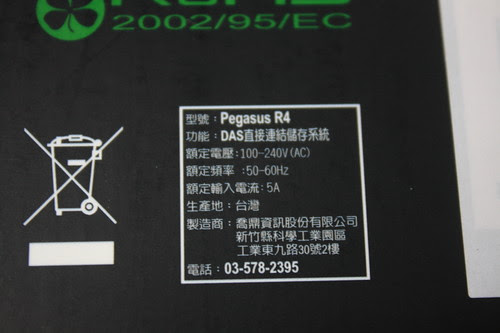 RoHS
2002/95/EC
型號：Pegasus R4
功能：DAS直接連結儲存系統
額定電壓:100-240V(AC)
額定頻率 :50-60Hz
額定輸入電流:5A
生產地：台灣
製造商：喬鼎資訊股份有限公司
新竹縣科學工業園區
工業東九路30號2樓
電話：03-578-2395